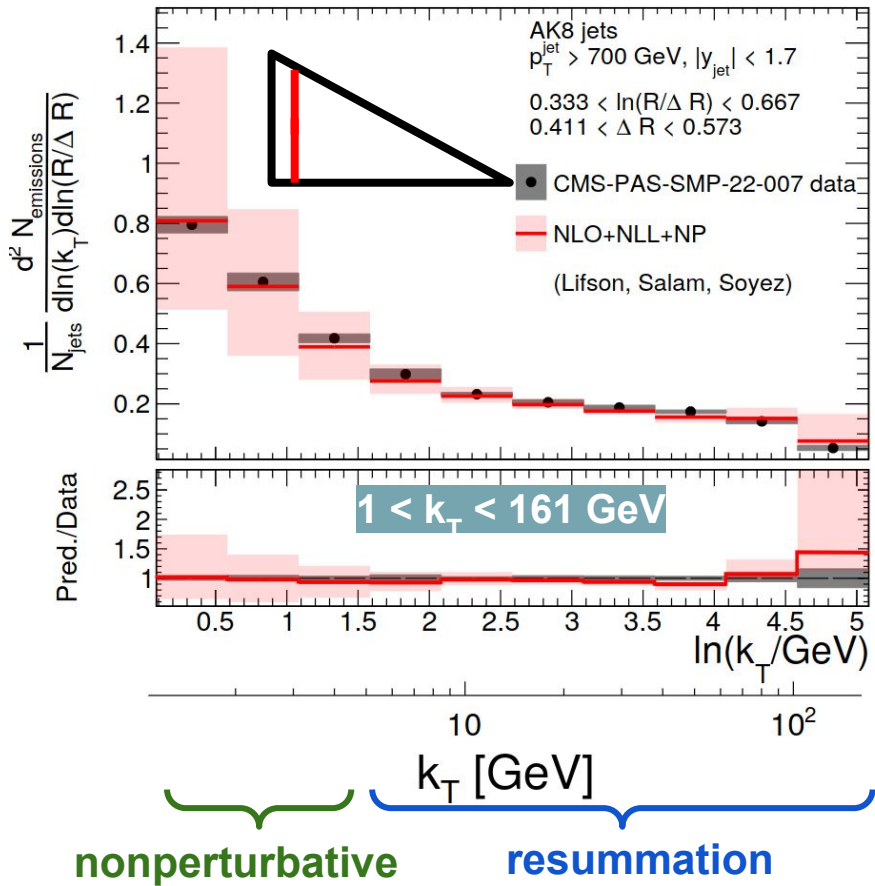 AK8 jets
p_T^jet > 700 GeV, |y_jet| < 1.7
0.333 < ln(R/Δ R) < 0.667
0.411 < Δ R < 0.573
CMS-PAS-SMP-22-007 data
NLO+NLL+NP
(Lifson, Salam, Soyez)
1/N_jets d² N_emissions/dln(k_T)dln(R/Δ R)
1.4
1.2
1
0.8
0.6
0.4
0.2
1 < k_T < 161 GeV
Pred./Data
2.5
2
1.5
1
0.5 1 1.5 2 2.5 3 3.5 4 4.5 5
ln(k_T/GeV)
10 10²
k_T [GeV]
nonperturbative resummation